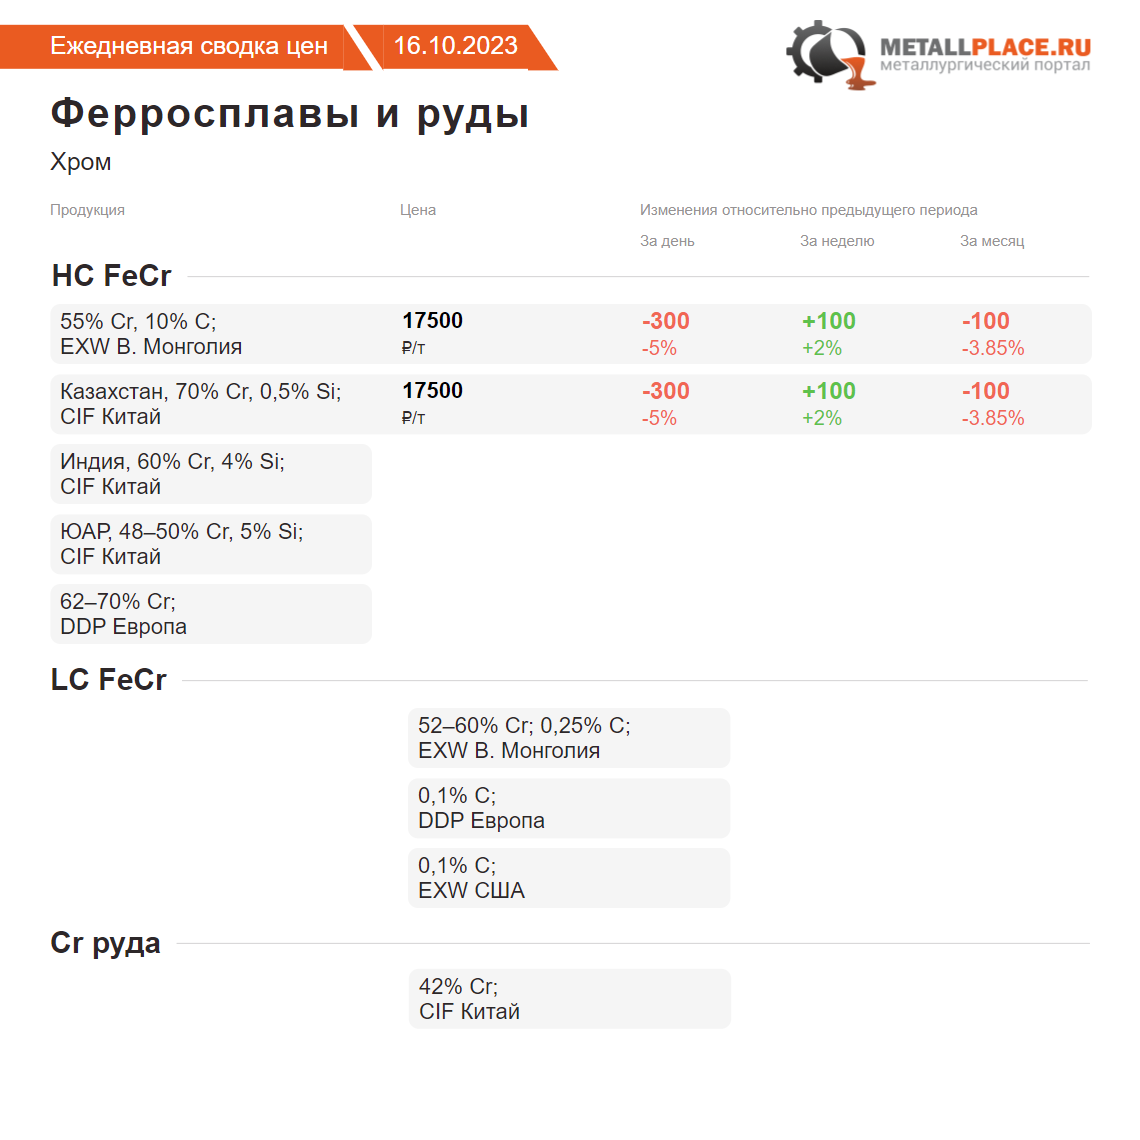 Ежедневная сводка цен
16.10.2023
METALLPLACE.RU
металлургический портал
Ферросплавы и руды
Хром
Продукция
Цена
Изменения относительно предыдущего периода
За день
За неделю
За месяц
HC FeCr
55% Cr, 10% C;
EXW В. Монголия
17500
₽/т
-300
-5%
+100
+2%
-100
-3.85%
Казахстан, 70% Cr, 0,5% Si;
CIF Китай
17500
₽/т
-300
-5%
+100
+2%
-100
-3.85%
Индия, 60% Cr, 4% Si;
CIF Китай
ЮАР, 48–50% Cr, 5% Si;
CIF Китай
62–70% Cr;
DDP Европа
LC FeCr
52–60% Cr; 0,25% C;
EXW В. Монголия
0,1% C;
DDP Европа
0,1% C;
EXW США
Cr руда
42% Cr;
CIF Китай